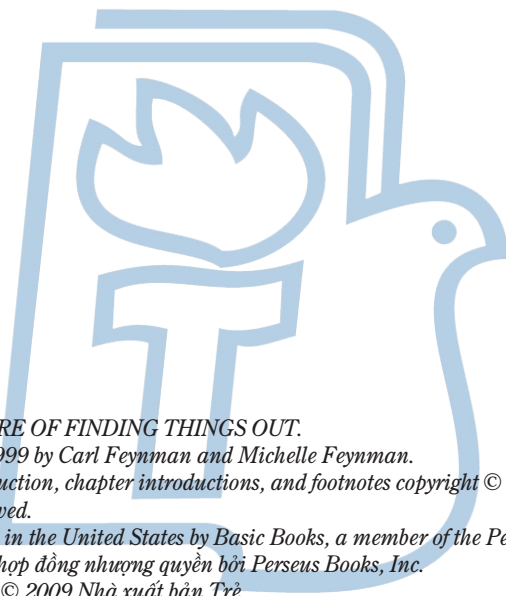 RE OF FINDING THINGS OUT.
999 by Carl Feynman and Michelle Feynman.
uction, chapter introductions, and footnotes copyright ©
ved.
in the United States by Basic Books, a member of the Pe
hợp đồng nhượng quyền bởi Perseus Books, Inc.
© 2009 Nhà xuất bản Trẻ